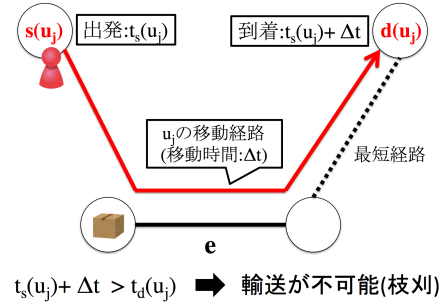 s(uj)
出発:ts(uj)
到着:ts(uj)+ Δt
d(uj)
ujの移動経路
(移動時間:Δt)
最短経路
e
ts(uj)+ Δt >td(uj) ➡ 輸送が不可能(枝刈)